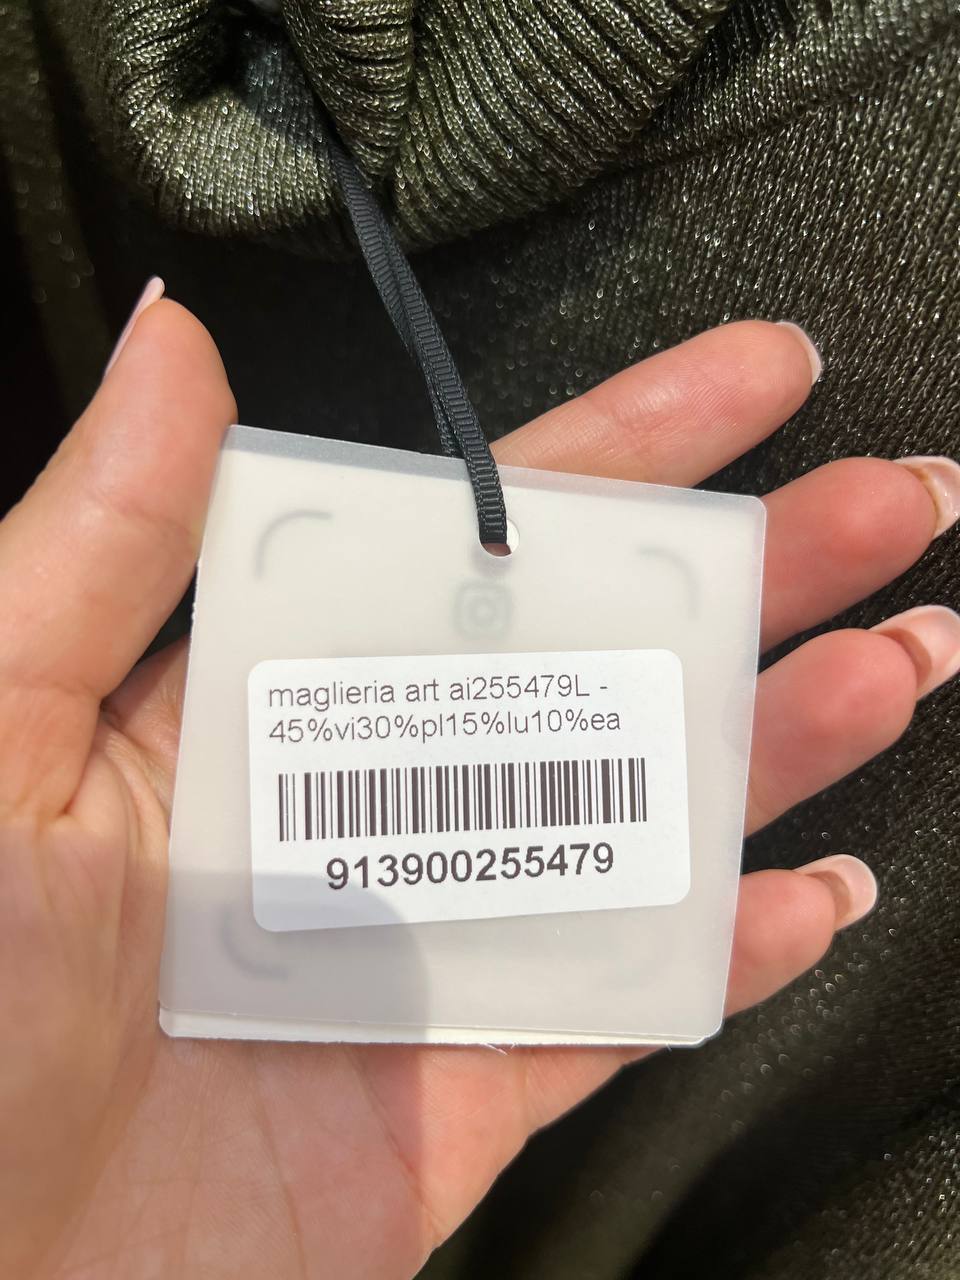 maglieria art ai255479L -
45%vi30%pl15%lu10%ea
913900255479